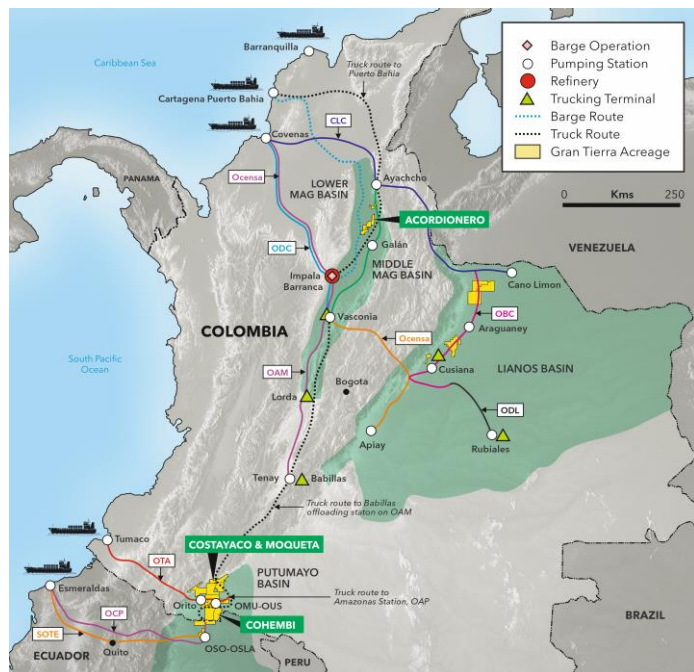 Caribbean Sea
Barranquilla
Truck route to
Puerto Bahia
Cartagena Puerto Bahia
Barge Operation
Pumping Station
Refinery
Trucking Terminal
Barge Route
Truck Route
Gran Tierra Acreage
0
250
Kms
Covenas
CLC
PANAMA
Ocensa
LOWER
MAG BASIN
Ayachcho
ACORDIONERO
VENEZUELA
ODC
Galán
MIDDLE
MAG BASIN
Impala
Barranca
Cano Limon
COLOMBIA
Vasconia
OBC
Araguaney
South Pacific
Ocean
Ocensa
Cusiana
LIANOS BASIN
OAM
Bogota
Lorda
ODL
Apiay
Rubiales
Tenay
Babillas
Truck route to Babillas
offloading staton on OAM
Tumaco
COSTAYACO & MOQUETA
OTA
PUTUMAYO
BASIN
Esmeraldas
Orito
OMU-OUS
Truck route to
Amazonas Station, OAP
OCP
COHEMBI
SOTE
Quito
OSO-OSLA
ECUADOR
PERU
BRAZIL